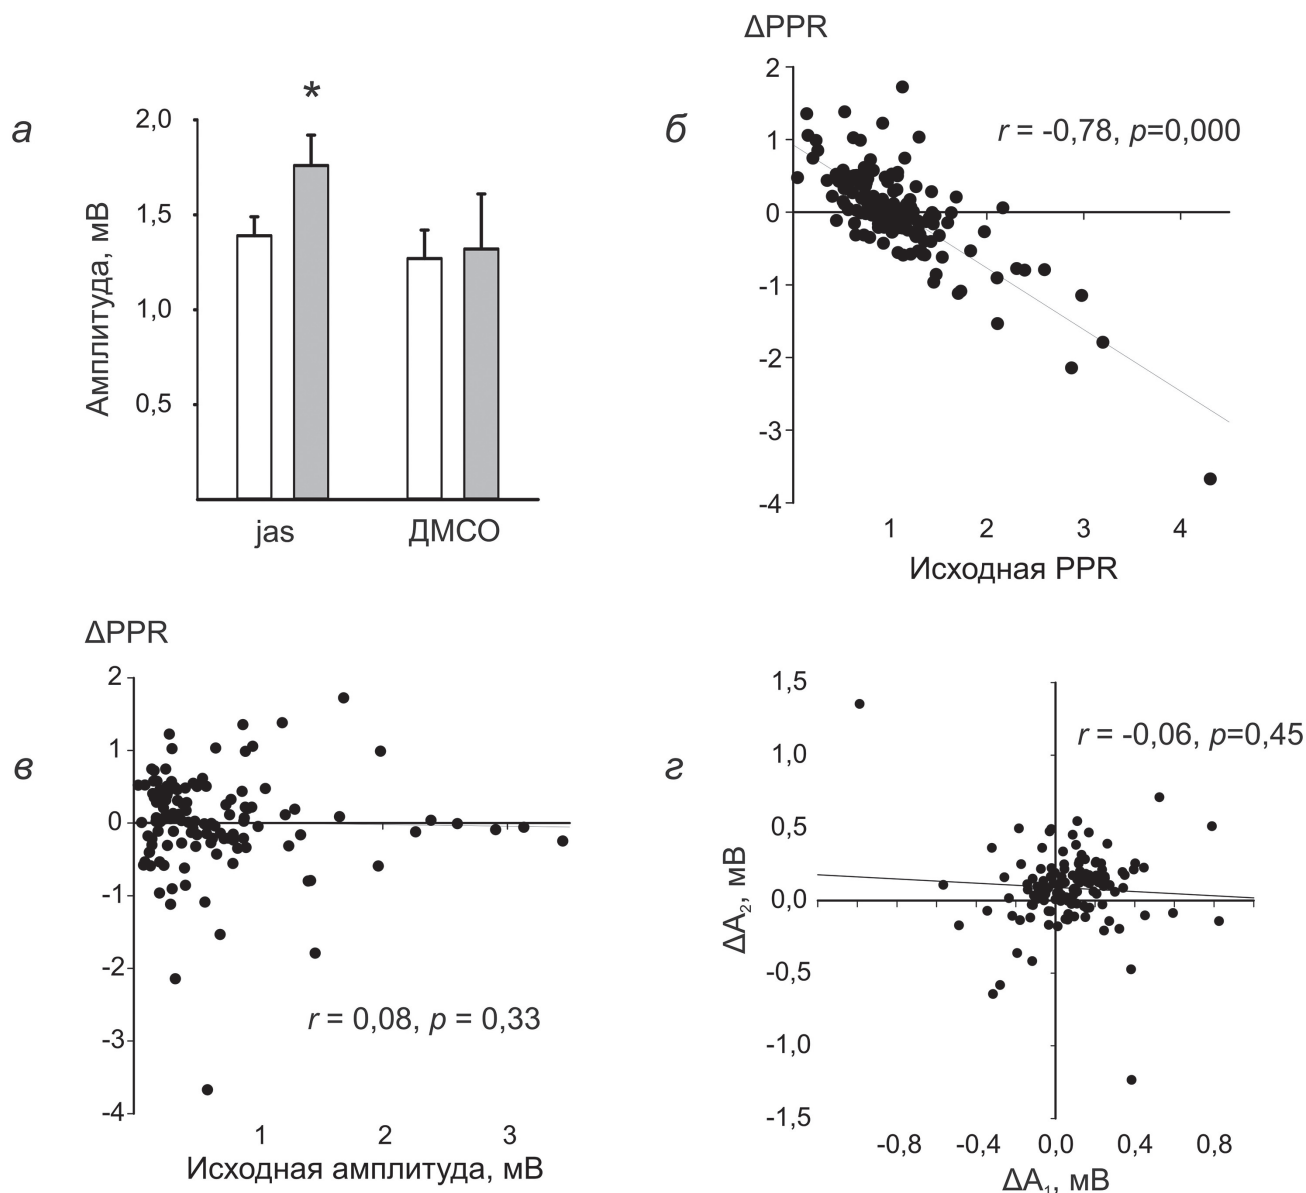 а
Амплитуда, мВ
2,0
1,5
1,0
0,5
*
jas
ДМСО
б
ΔPPR
2
1
0
-1
-2
-3
-4
r = -0,78, p=0,000
1 2 3 4
Исходная PPR
в
ΔPPR
2
1
0
-1
-2
-3
-4
r = 0,08, p = 0,33
1 2 3
Исходная амплитуда, мВ
г
ΔA₂, мВ
1,5
1,0
0,5
0,0
-0,5
-1,0
-1,5
r = -0,06, p=0,45
-0,8 -0,4 0,0 0,4 0,8
ΔA₁, мВ